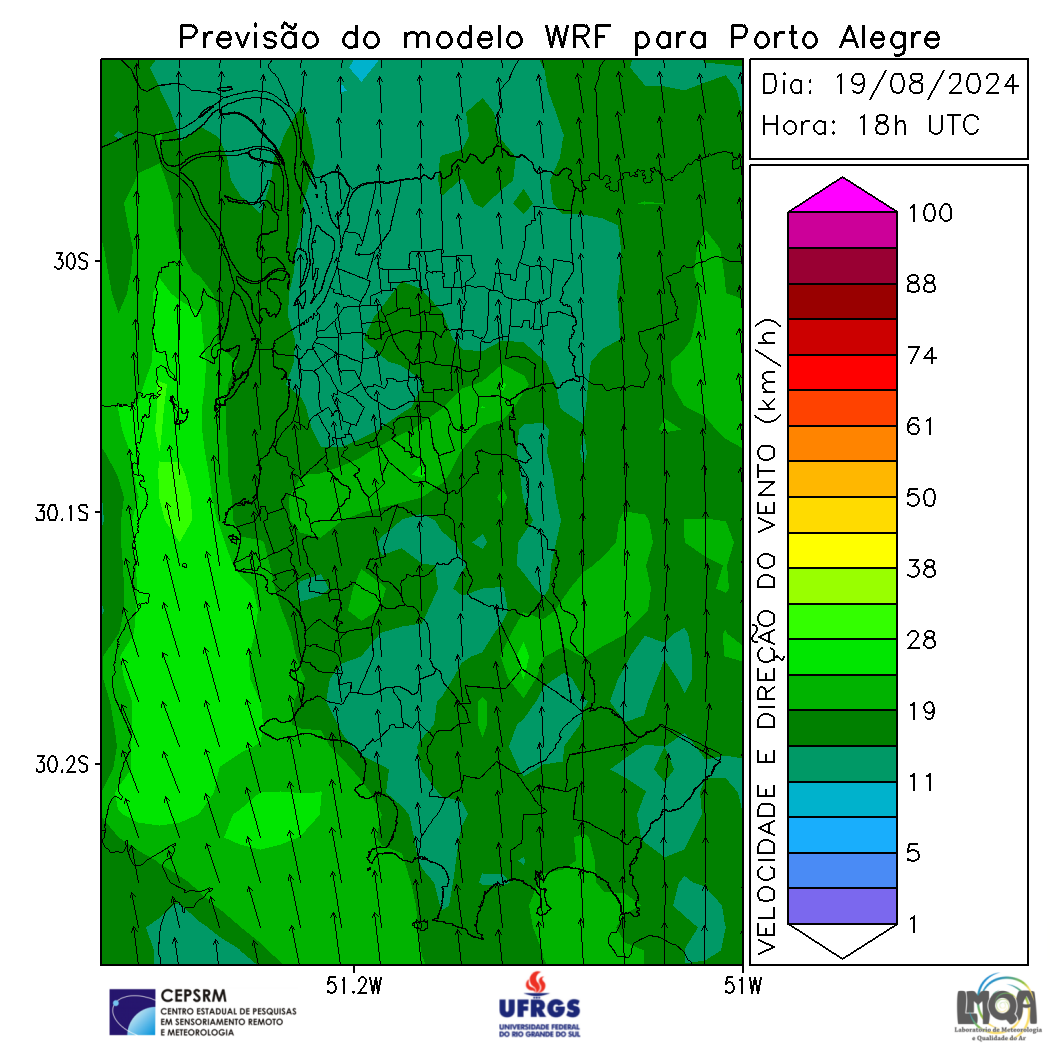 Previsão do modelo WRF para Porto Alegre
Dia: 19/08/2024
Hora: 18h UTC
30S
30.1S
30.2S
51.2W
51W
VELOCIDADE E DIREÇÃO DO VENTO (km/h)
100
88
74
61
50
38
28
19
11
5
1
CEPSRM
CENTRO ESTADUAL DE PESQUISAS
EM SENSORIAMENTO REMOTO
E METEOROLOGIA
UFRGS
UNIVERSIDADE FEDERAL
DO RIO GRANDE DO SUL
LMQA
Laboratório de Meteorologia
e Qualidade do Ar